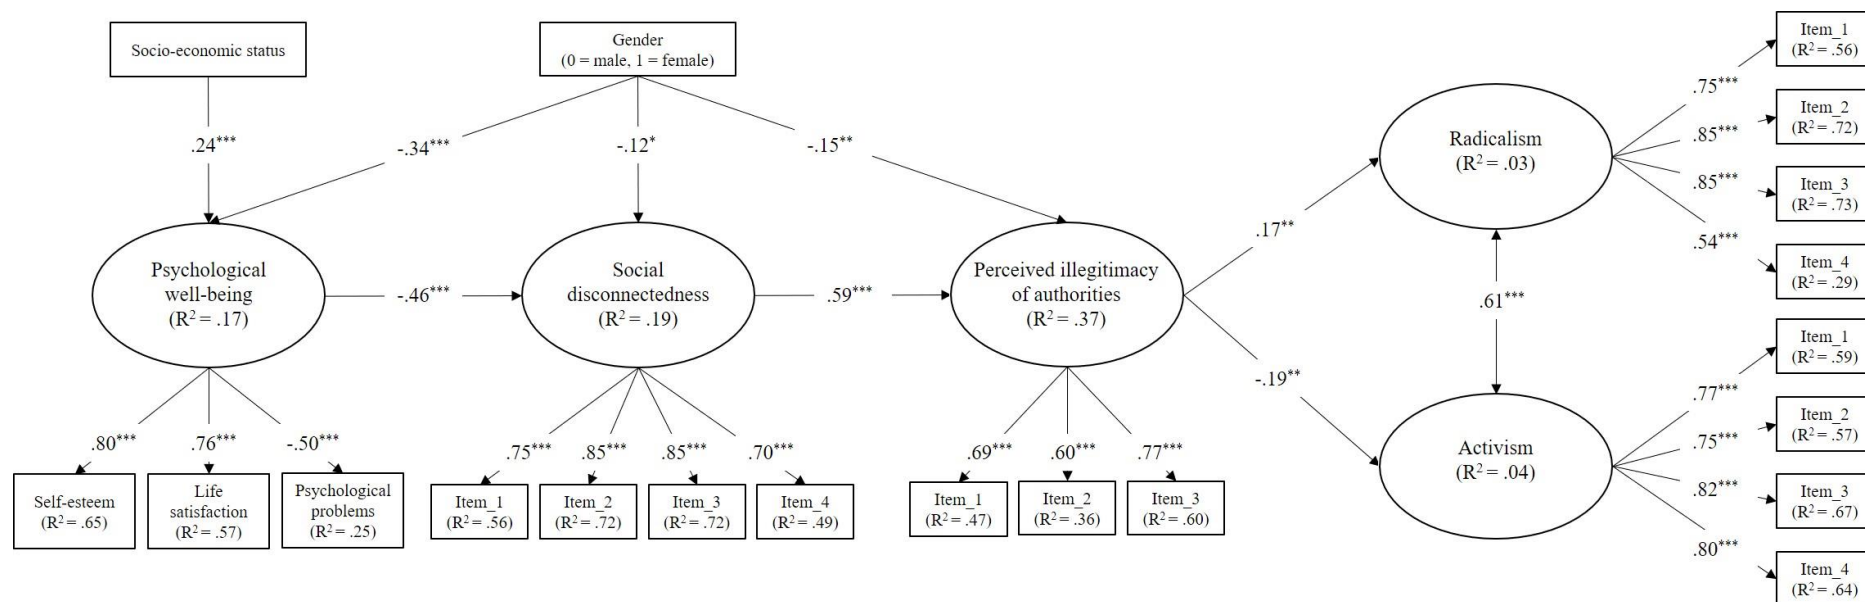 Socio-economic status
Gender
(0 = male, 1 = female)
.24***
-.34***
-.12*
-.15**
Psychological
well-being
(R² = .17)
-.46***
Social
disconnectedness
(R² = .19)
.59***
Perceived illegitimacy
of authorities
(R² = .37)
.17**
-.19**
Radicalism
(R² = .03)
.61***
Activism
(R² = .04)
.80***
.76***
-.50***
Self-esteem
(R² = .65)
Life
satisfaction
(R² = .57)
Psychological
problems
(R² = .25)
.75***
.85***
.85***
.70***
Item_1
(R² = .56)
Item_2
(R² = .72)
Item_3
(R² = .72)
Item_4
(R² = .49)
.69***
.60***
.77***
Item_1
(R² = .47)
Item_2
(R² = .36)
Item_3
(R² = .60)
.75***
.85***
.85***
.54***
Item_1
(R² = .56)
Item_2
(R² = .72)
Item_3
(R² = .73)
Item_4
(R² = .29)
.77***
.75***
.82***
.80***
Item_1
(R² = .59)
Item_2
(R² = .57)
Item_3
(R² = .67)
Item_4
(R² = .64)